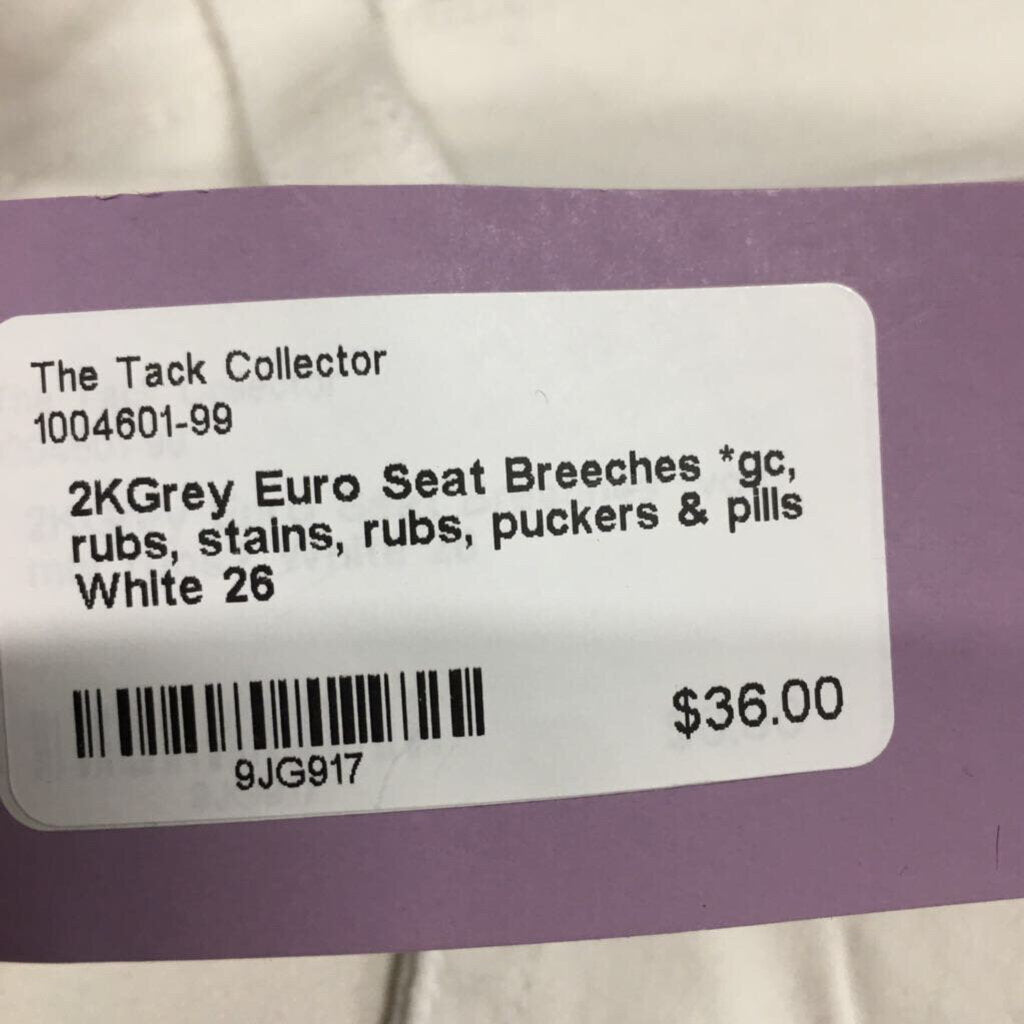 The Tack Collector
1004601-99
2KGrey Euro Seat Breeches *gc,
rubs, stains, rubs, puckers & pills
White 26
9JG917
$36.00